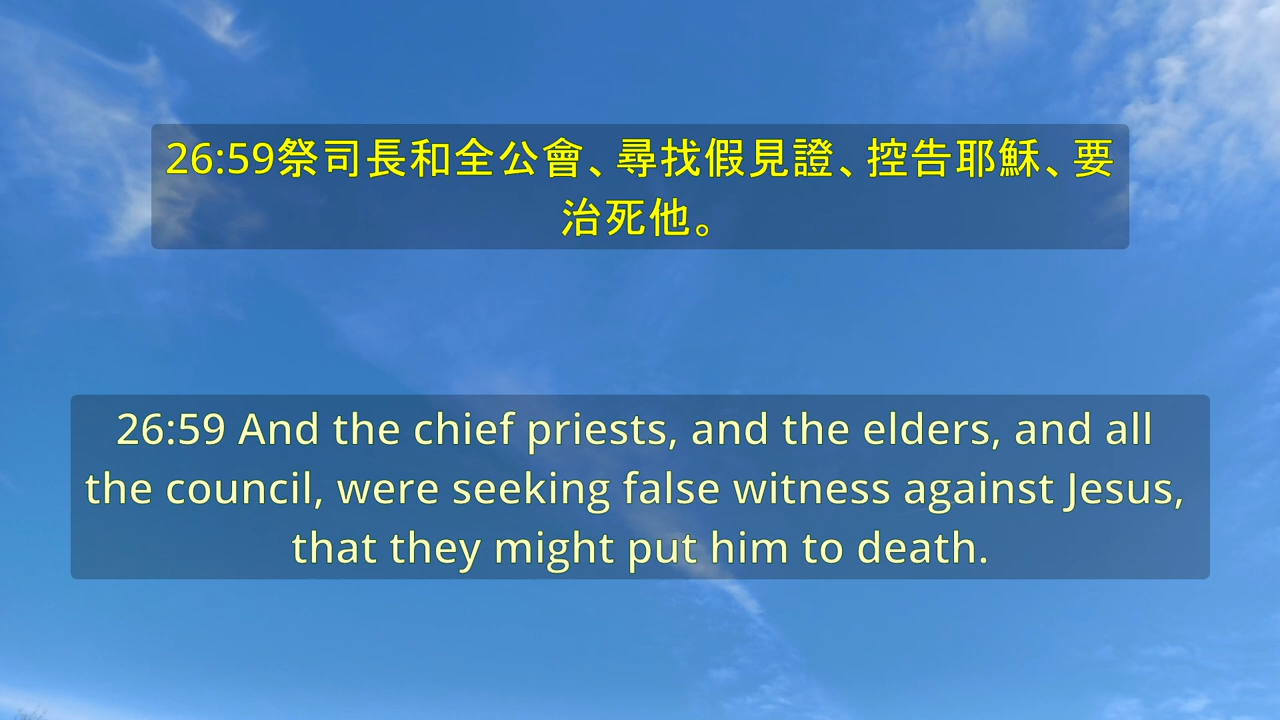 26:59祭司長和全公會、尋找假見證、控告耶穌、要
治死他。
26:59 And the chief priests, and the elders, and all
the council, were seeking false witness against Jesus,
that they might put him to death.